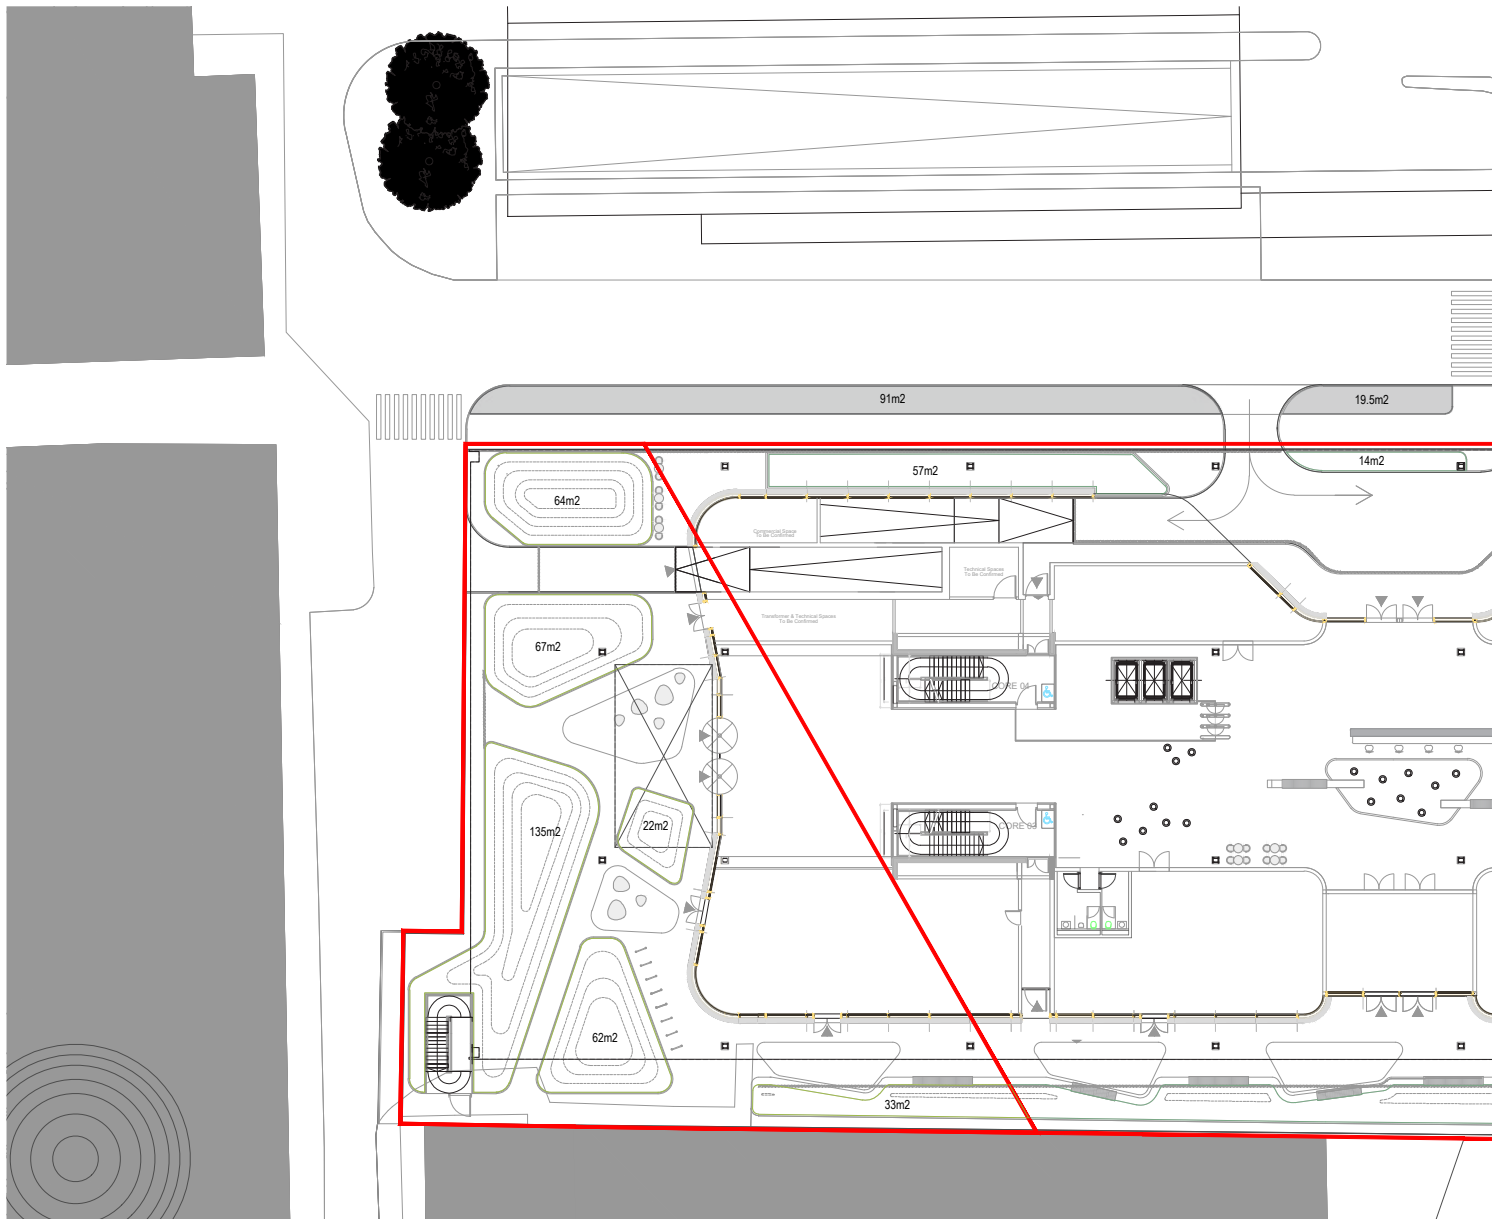 91m2
19.5m2
57m2
14m2
64m2
Commercial Space
To Be Confirmed
Technical Spaces
To Be Confirmed
Transformer & Technical Spaces
To Be Confirmed
67m2
CORE 04
135m2
22m2
CORE 03
62m2
33m2